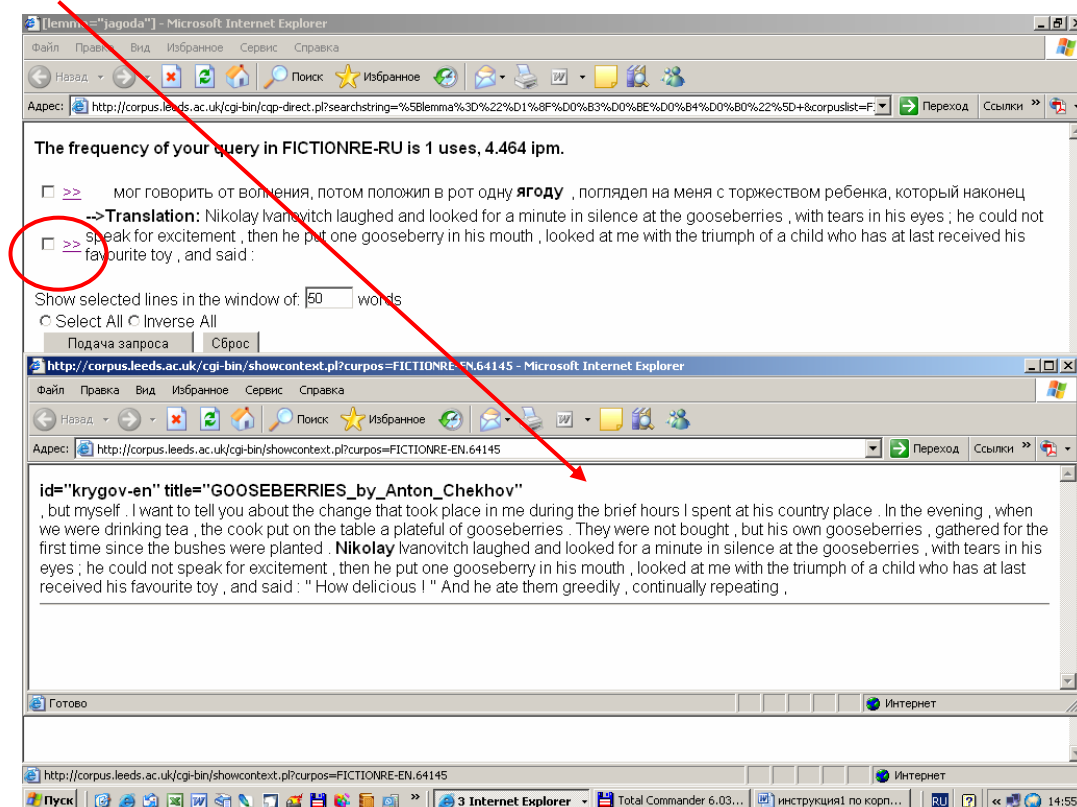 [lemma="jagoda"] - Microsoft Internet Explorer
Файл Правка Вид Избранное Сервис Справка
Назад Поиск Избранное
Адрес: http://corpus.leeds.ac.uk/cgi-bin/cqp-direct.pl?searchstring=%5Blemma%3D%22%D1%8F%D0%B3%D0%BE%D0%B4%D0%B0%22%5D+&corpuslist=F Переход Ссылки »
The frequency of your query in FICTIONRE-RU is 1 uses, 4.464 ipm.
>> мог говорить от волнения, потом положил в рот одну ягоду , поглядел на меня с торжеством ребенка, который наконец
-->Translation: Nikolay Ivanovitch laughed and looked for a minute in silence at the gooseberries , with tears in his eyes ; he could not
>> speak for excitement , then he put one gooseberry in his mouth , looked at me with the triumph of a child who has at last received his
favourite toy , and said :
Show selected lines in the window of: 50 words
Select All Inverse All
Подача запроса Сброс
http://corpus.leeds.ac.uk/cgi-bin/showcontext.pl?curpos=FICTIONRE-EN.64145 - Microsoft Internet Explorer
Файл Правка Вид Избранное Сервис Справка
Назад Поиск Избранное
Адрес: http://corpus.leeds.ac.uk/cgi-bin/showcontext.pl?curpos=FICTIONRE-EN.64145 Переход Ссылки »
id="krygov-en" title="GOOSEBERRIES_by_Anton_Chekhov"
, but myself . I want to tell you about the change that took place in me during the brief hours I spent at his country place . In the evening , when
we were drinking tea , the cook put on the table a plateful of gooseberries . They were not bought , but his own gooseberries , gathered for the
first time since the bushes were planted . Nikolay Ivanovitch laughed and looked for a minute in silence at the gooseberries , with tears in his
eyes ; he could not speak for excitement , then he put one gooseberry in his mouth , looked at me with the triumph of a child who has at last
received his favourite toy , and said : " How delicious ! " And he ate them greedily , continually repeating ,
Готово Интернет
http://corpus.leeds.ac.uk/cgi-bin/showcontext.pl?curpos=FICTIONRE-EN.64145 Интернет
Пуск » 3 Internet Explorer Total Commander 6.03... инструкция1 по корп... RU « 14:55